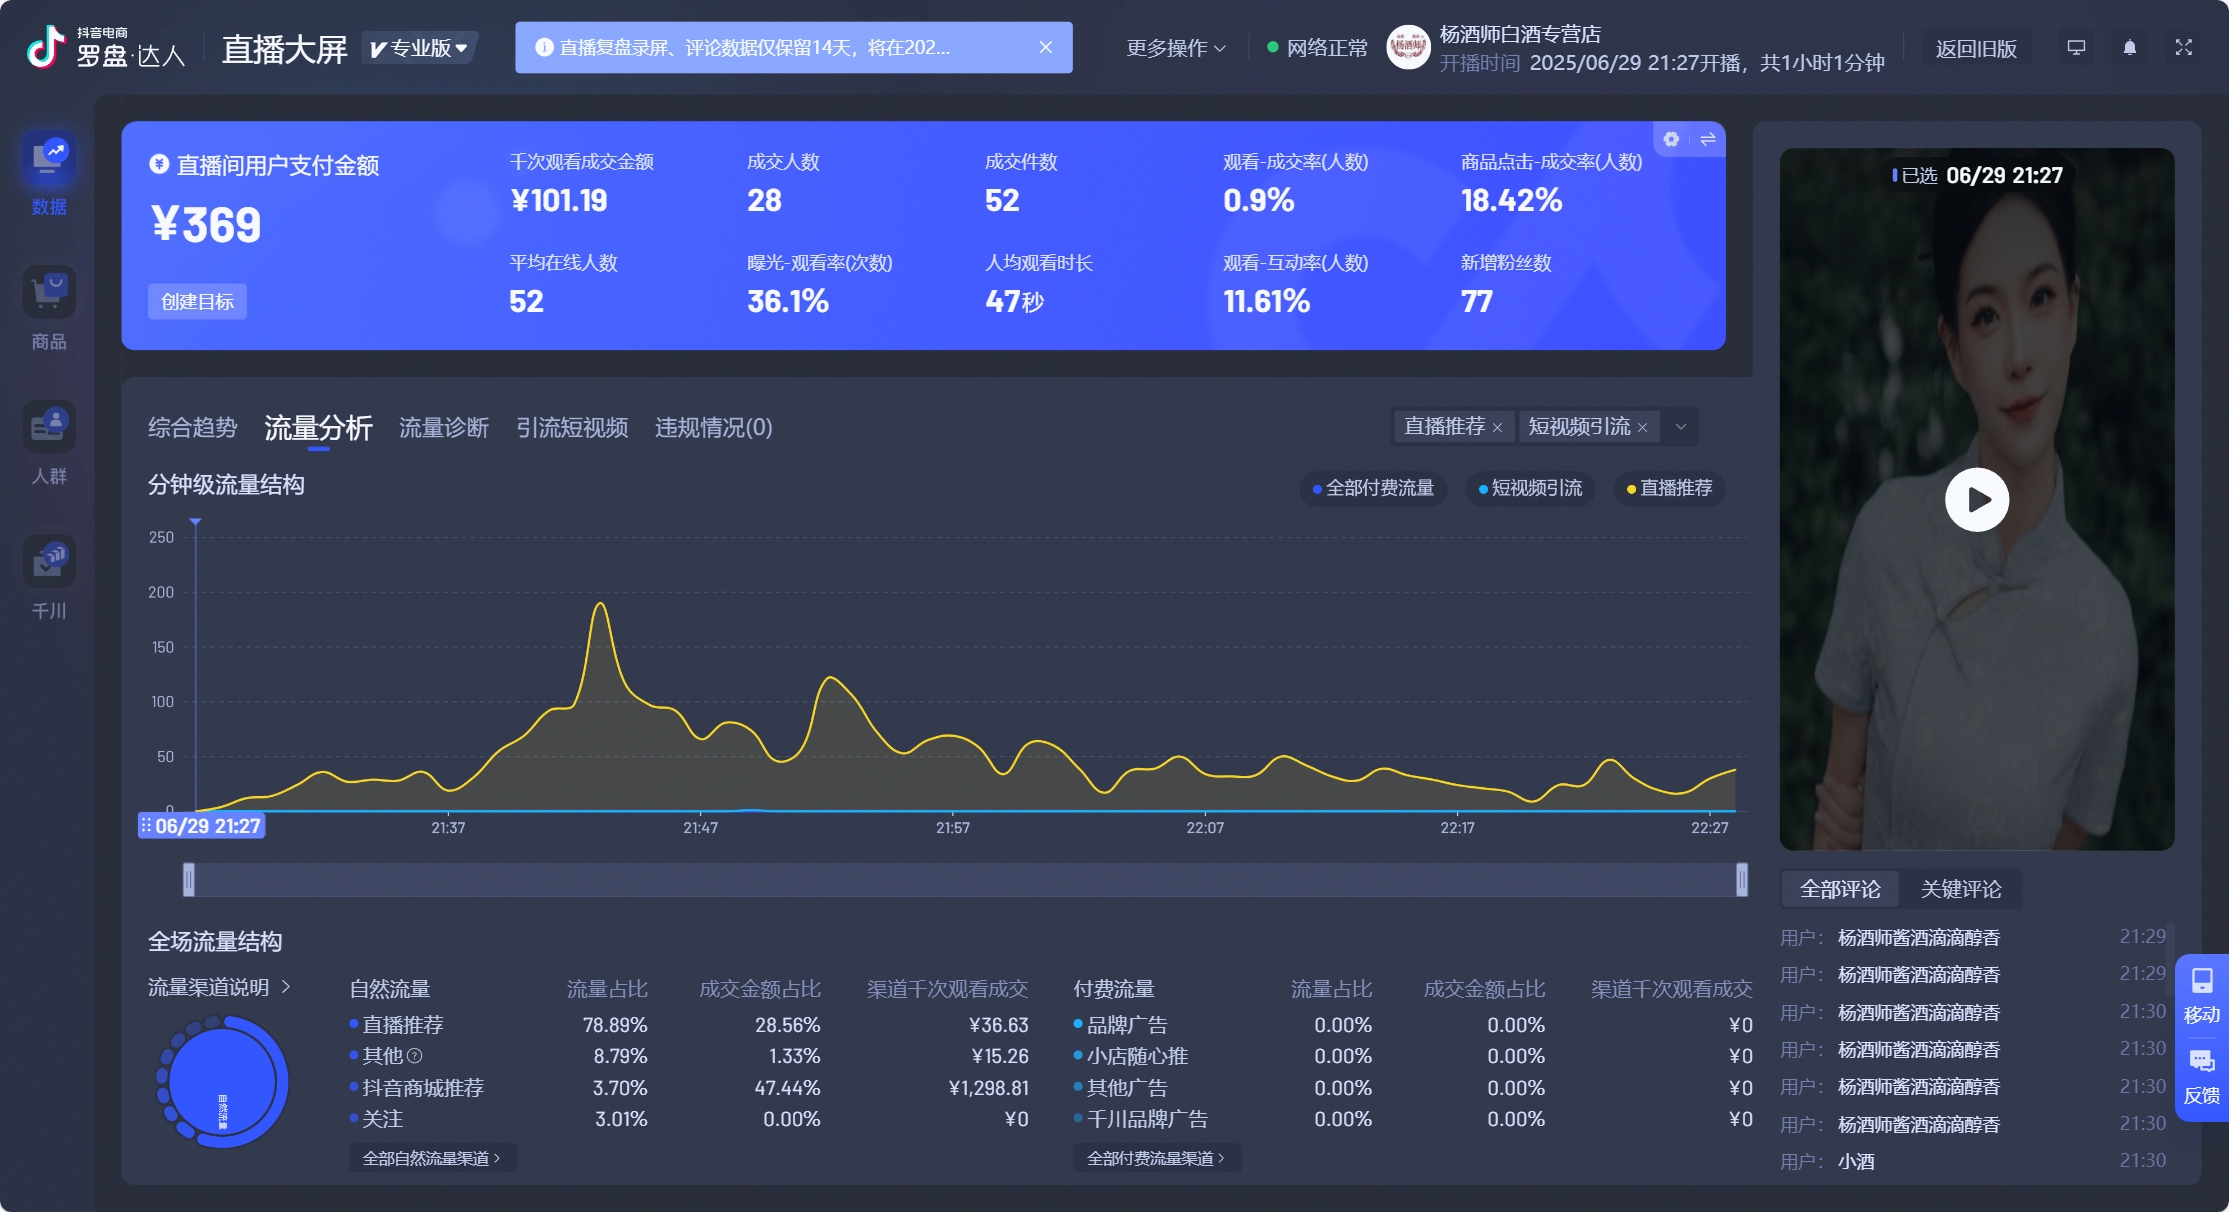 抖音电商
罗盘·达人
直播大屏
专业版
直播复盘录屏、评论数据仅保留14天，将在202...
更多操作
网络正常
杨酒师白酒专营店
开播时间 2025/06/29 21:27开播，共1小时1分钟
返回旧版
数据
商品
人群
千川
直播间用户支付金额
¥369
创建目标
千次观看成交金额
¥101.19
成交人数
28
成交件数
52
观看-成交率(人数)
0.9%
商品点击-成交率(人数)
18.42%
平均在线人数
52
曝光-观看率(次数)
36.1%
人均观看时长
47秒
观看-互动率(人数)
11.61%
新增粉丝数
77
已选 06/29 21:27
综合趋势 流量分析 流量诊断 引流短视频 违规情况(0)
直播推荐 × 短视频引流 ×
分钟级流量结构
全部付费流量 短视频引流 直播推荐
250
200
150
100
50
0
06/29 21:27 21:37 21:47 21:57 22:07 22:17 22:27
全场流量结构
流量渠道说明
自然流量
自然流量 流量占比 成交金额占比 渠道千次观看成交
直播推荐 78.89% 28.56% ¥36.63
其他 8.79% 1.33% ¥15.26
抖音商城推荐 3.70% 47.44% ¥1,298.81
关注 3.01% 0.00% ¥0
全部自然流量渠道
付费流量 流量占比 成交金额占比 渠道千次观看成交
品牌广告 0.00% 0.00% ¥0
小店随心推 0.00% 0.00% ¥0
其他广告 0.00% 0.00% ¥0
千川品牌广告 0.00% 0.00% ¥0
全部付费流量渠道
全部评论 关键评论
用户： 杨酒师酱酒滴滴醇香 21:29
用户： 杨酒师酱酒滴滴醇香 21:29
用户： 杨酒师酱酒滴滴醇香 21:30
用户： 杨酒师酱酒滴滴醇香 21:30
用户： 杨酒师酱酒滴滴醇香 21:30
用户： 杨酒师酱酒滴滴醇香 21:30
用户： 小酒 21:30
移动
反馈